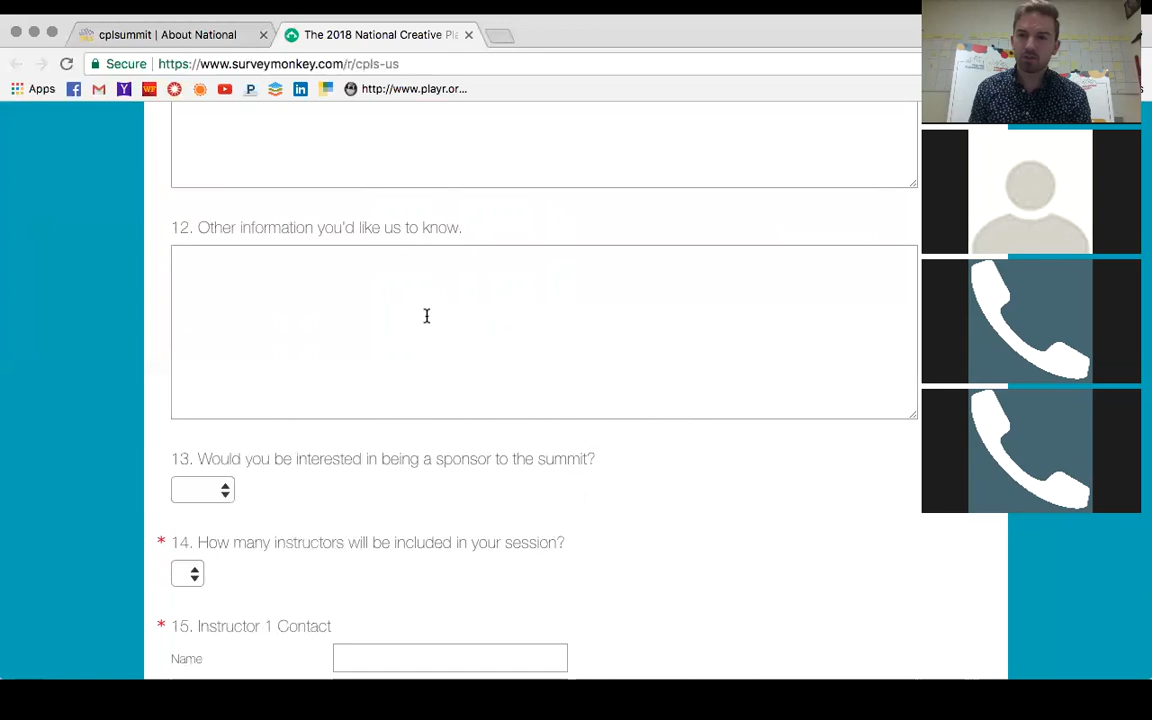 cplsummit | About National
The 2018 National Creative Pla
Secure
https://www.surveymonkey.com/r/cpls-us
Apps
http://www.playr.or...
12. Other information you'd like us to know.
13. Would you be interested in being a sponsor to the summit?
* 14. How many instructors will be included in your session?
* 15. Instructor 1 Contact
Name